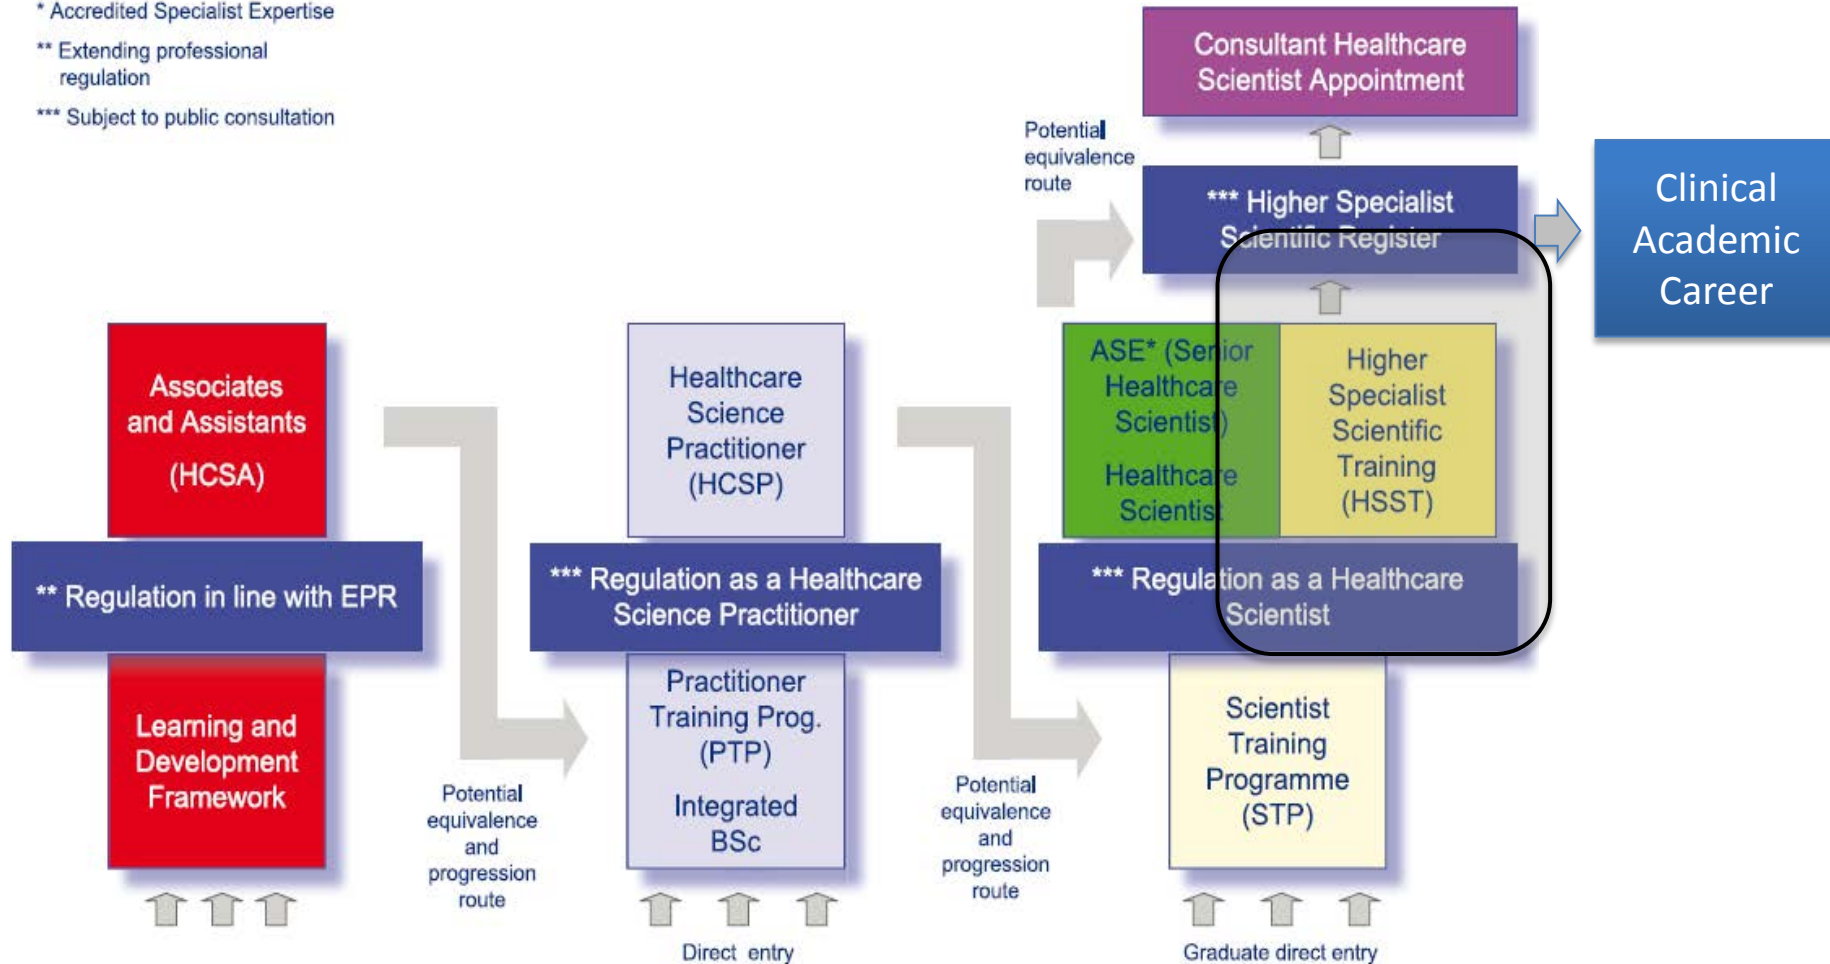 * Accredited Specialist Expertise
** Extending professional
regulation
*** Subject to public consultation
Consultant Healthcare
Scientist Appointment
Potential
equivalence
route
*** Higher Specialist
Scientific Register
Clinical
Academic
Career
Associates
and Assistants
(HCSA)
Healthcare
Science
Practitioner
(HCSP)
ASE* (Senior
Healthcare
Scientist)
Healthcare
Scientist
Higher
Specialist
Scientific
Training
(HSST)
** Regulation in line with EPR
*** Regulation as a Healthcare
Science Practitioner
*** Regulation as a Healthcare
Scientist
Learning and
Development
Framework
Potential
equivalence
and
progression
route
Practitioner
Training Prog.
(PTP)
Integrated
BSc
Potential
equivalence
and
progression
route
Scientist
Training
Programme
(STP)
Direct entry
Graduate direct entry